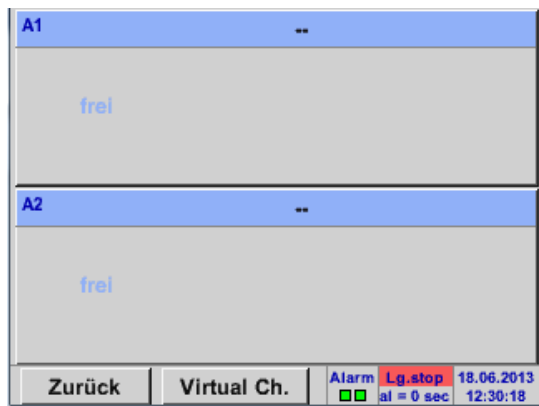 A1 --
frei
A2 --
frei
Zurück Virtual Ch. Alarm Lg.stop 18.06.2013
al = 0 sec 12:30:18